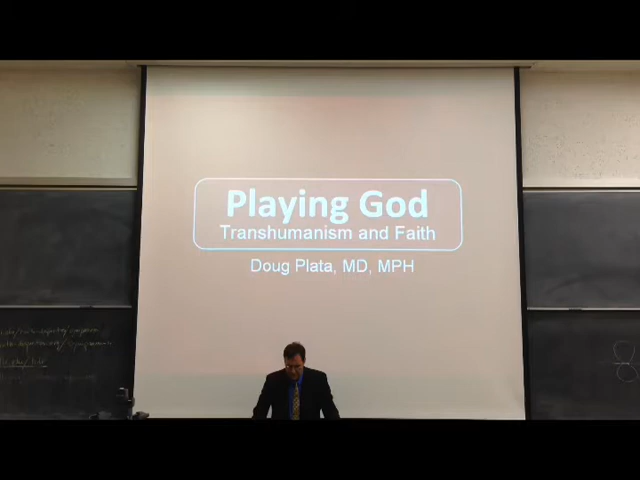 Playing God
Transhumanism and Faith
Doug Plata, MD, MPH